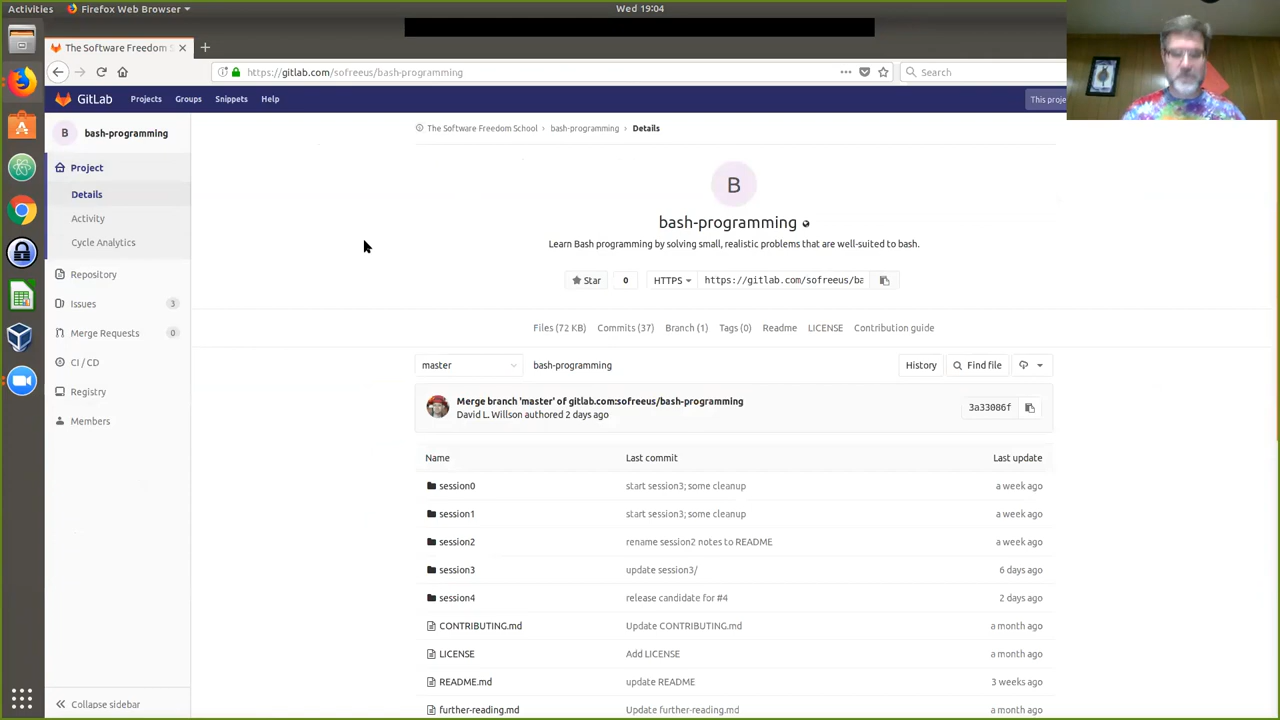 Activities Firefox Web Browser Wed 19:04
The Software Freedom S
https://gitlab.com/sofreeus/bash-programming Search
GitLab Projects Groups Snippets Help This proje
B bash-programming
The Software Freedom School › bash-programming › Details
Project
Details
Activity
Cycle Analytics
Repository
Issues 3
Merge Requests 0
CI / CD
Registry
Members
Collapse sidebar
B
bash-programming
Learn Bash programming by solving small, realistic problems that are well-suited to bash.
Star 0 HTTPS https://gitlab.com/sofreeus/ba
Files (72 KB) Commits (37) Branch (1) Tags (0) Readme LICENSE Contribution guide
master bash-programming History Find file
Merge branch 'master' of gitlab.com:sofreeus/bash-programming
David L. Willson authored 2 days ago 3a33086f
Name Last commit Last update
session0 start session3; some cleanup a week ago
session1 start session3; some cleanup a week ago
session2 rename session2 notes to README a week ago
session3 update session3/ 6 days ago
session4 release candidate for #4 2 days ago
CONTRIBUTING.md Update CONTRIBUTING.md a month ago
LICENSE Add LICENSE a month ago
README.md update README 3 weeks ago
further-reading.md Update further-reading.md a month ago